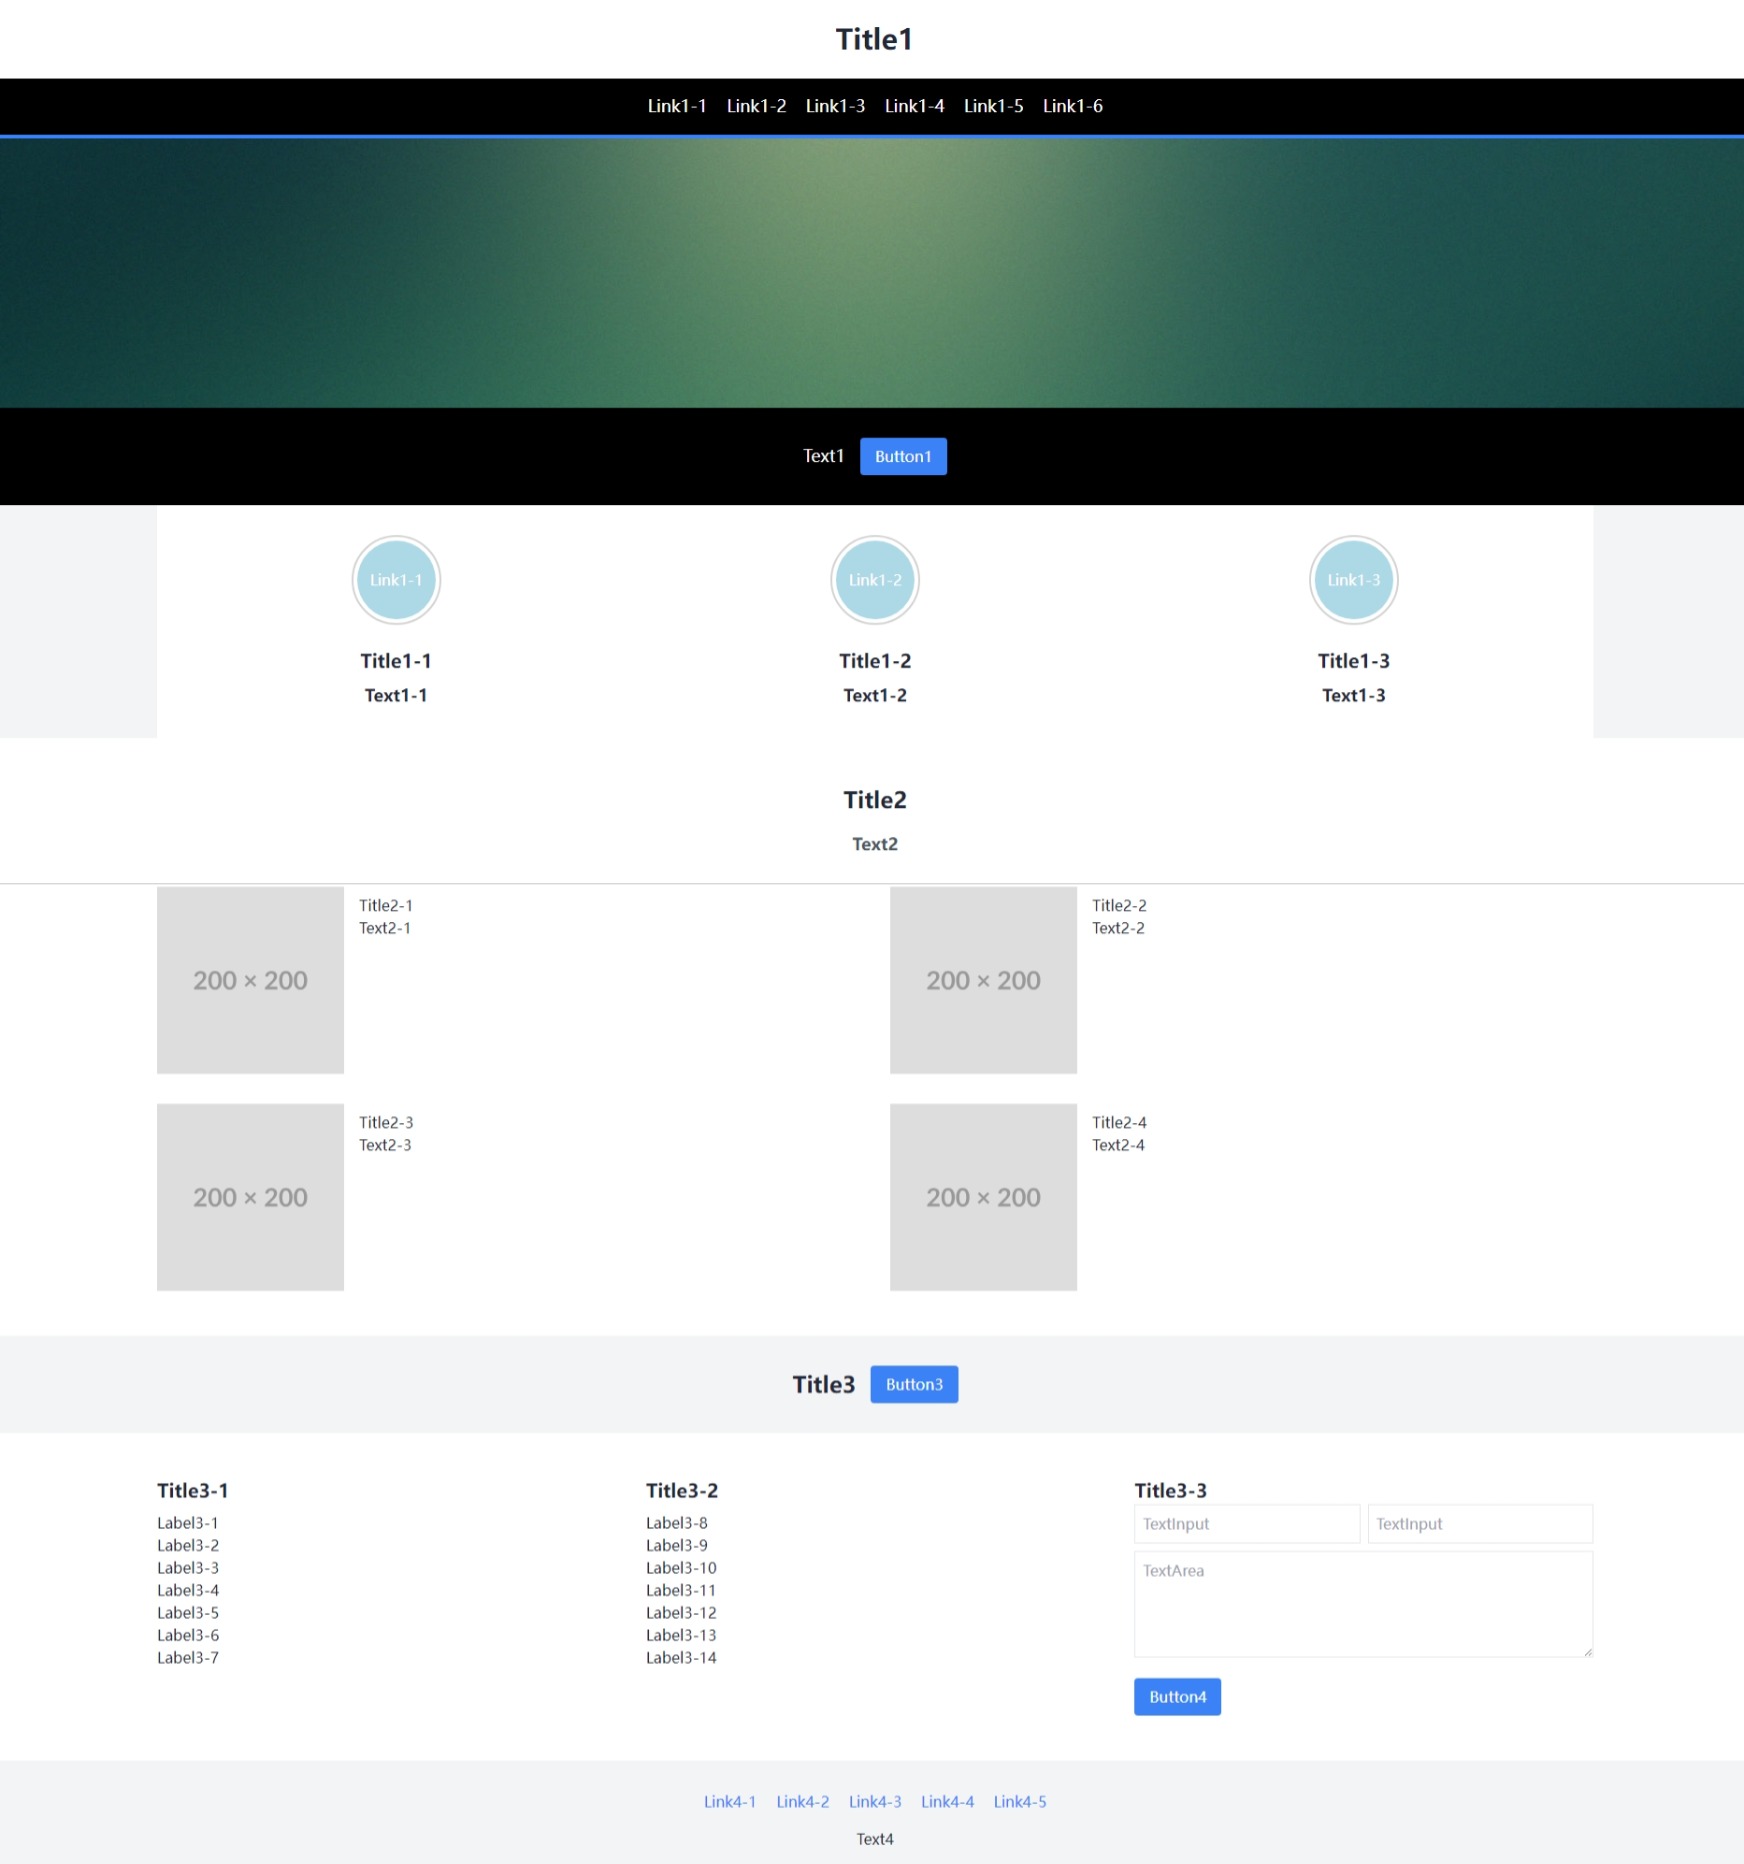 Title1
Link1-1 Link1-2 Link1-3 Link1-4 Link1-5 Link1-6
Text1 Button1
Link1-1 Link1-2 Link1-3
Title1-1 Title1-2 Title1-3
Text1-1 Text1-2 Text1-3
Title2
Text2
200 × 200
Title2-1
Text2-1
200 × 200
Title2-2
Text2-2
200 × 200
Title2-3
Text2-3
200 × 200
Title2-4
Text2-4
Title3 Button3
Title3-1
Label3-1
Label3-2
Label3-3
Label3-4
Label3-5
Label3-6
Label3-7
Title3-2
Label3-8
Label3-9
Label3-10
Label3-11
Label3-12
Label3-13
Label3-14
Title3-3
TextInput TextInput
TextArea
Button4
Link4-1 Link4-2 Link4-3 Link4-4 Link4-5
Text4